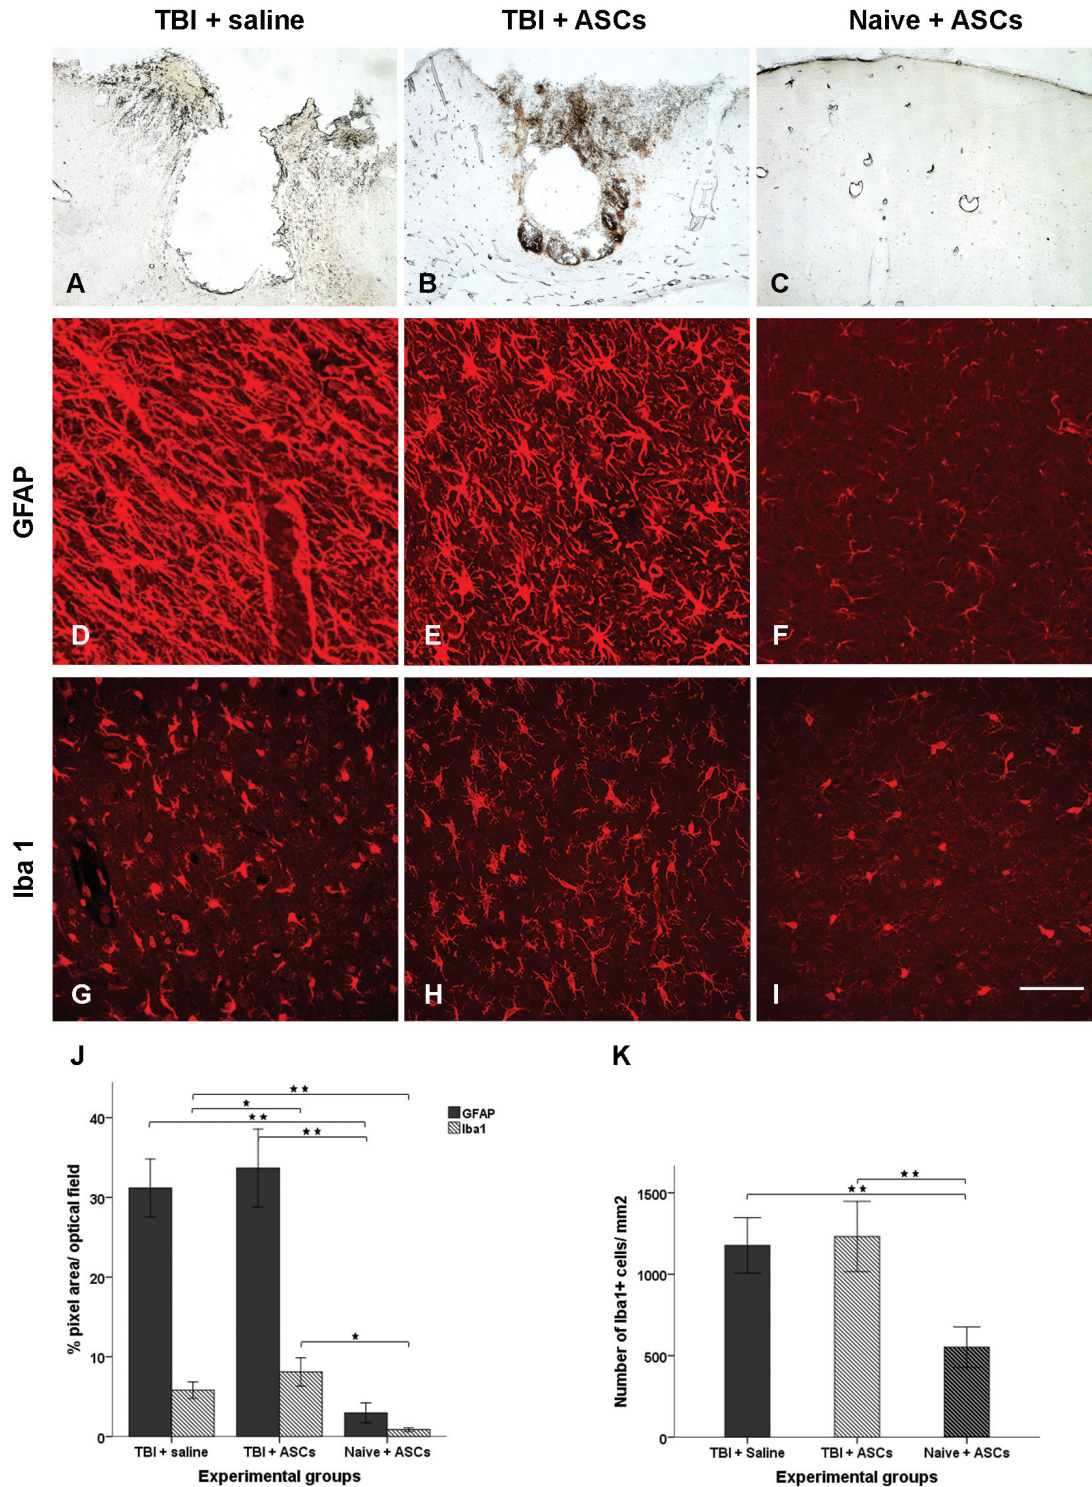 TBI + saline TBI + ASCs Naive + ASCs
A B C
GFAP
D E F
Iba 1
G H I
J K
% pixel area/ optical field
40
30
20
10
0
★★
★
★★
★★
★
GFAP
Iba1
TBI + saline TBI + ASCs Naive + ASCs
Experimental groups
Number of Iba1+ cells/ mm2
1500
1000
500
0
★★
★★
TBI + Saline TBI + ASCs Naive + ASCs
Experimental groups